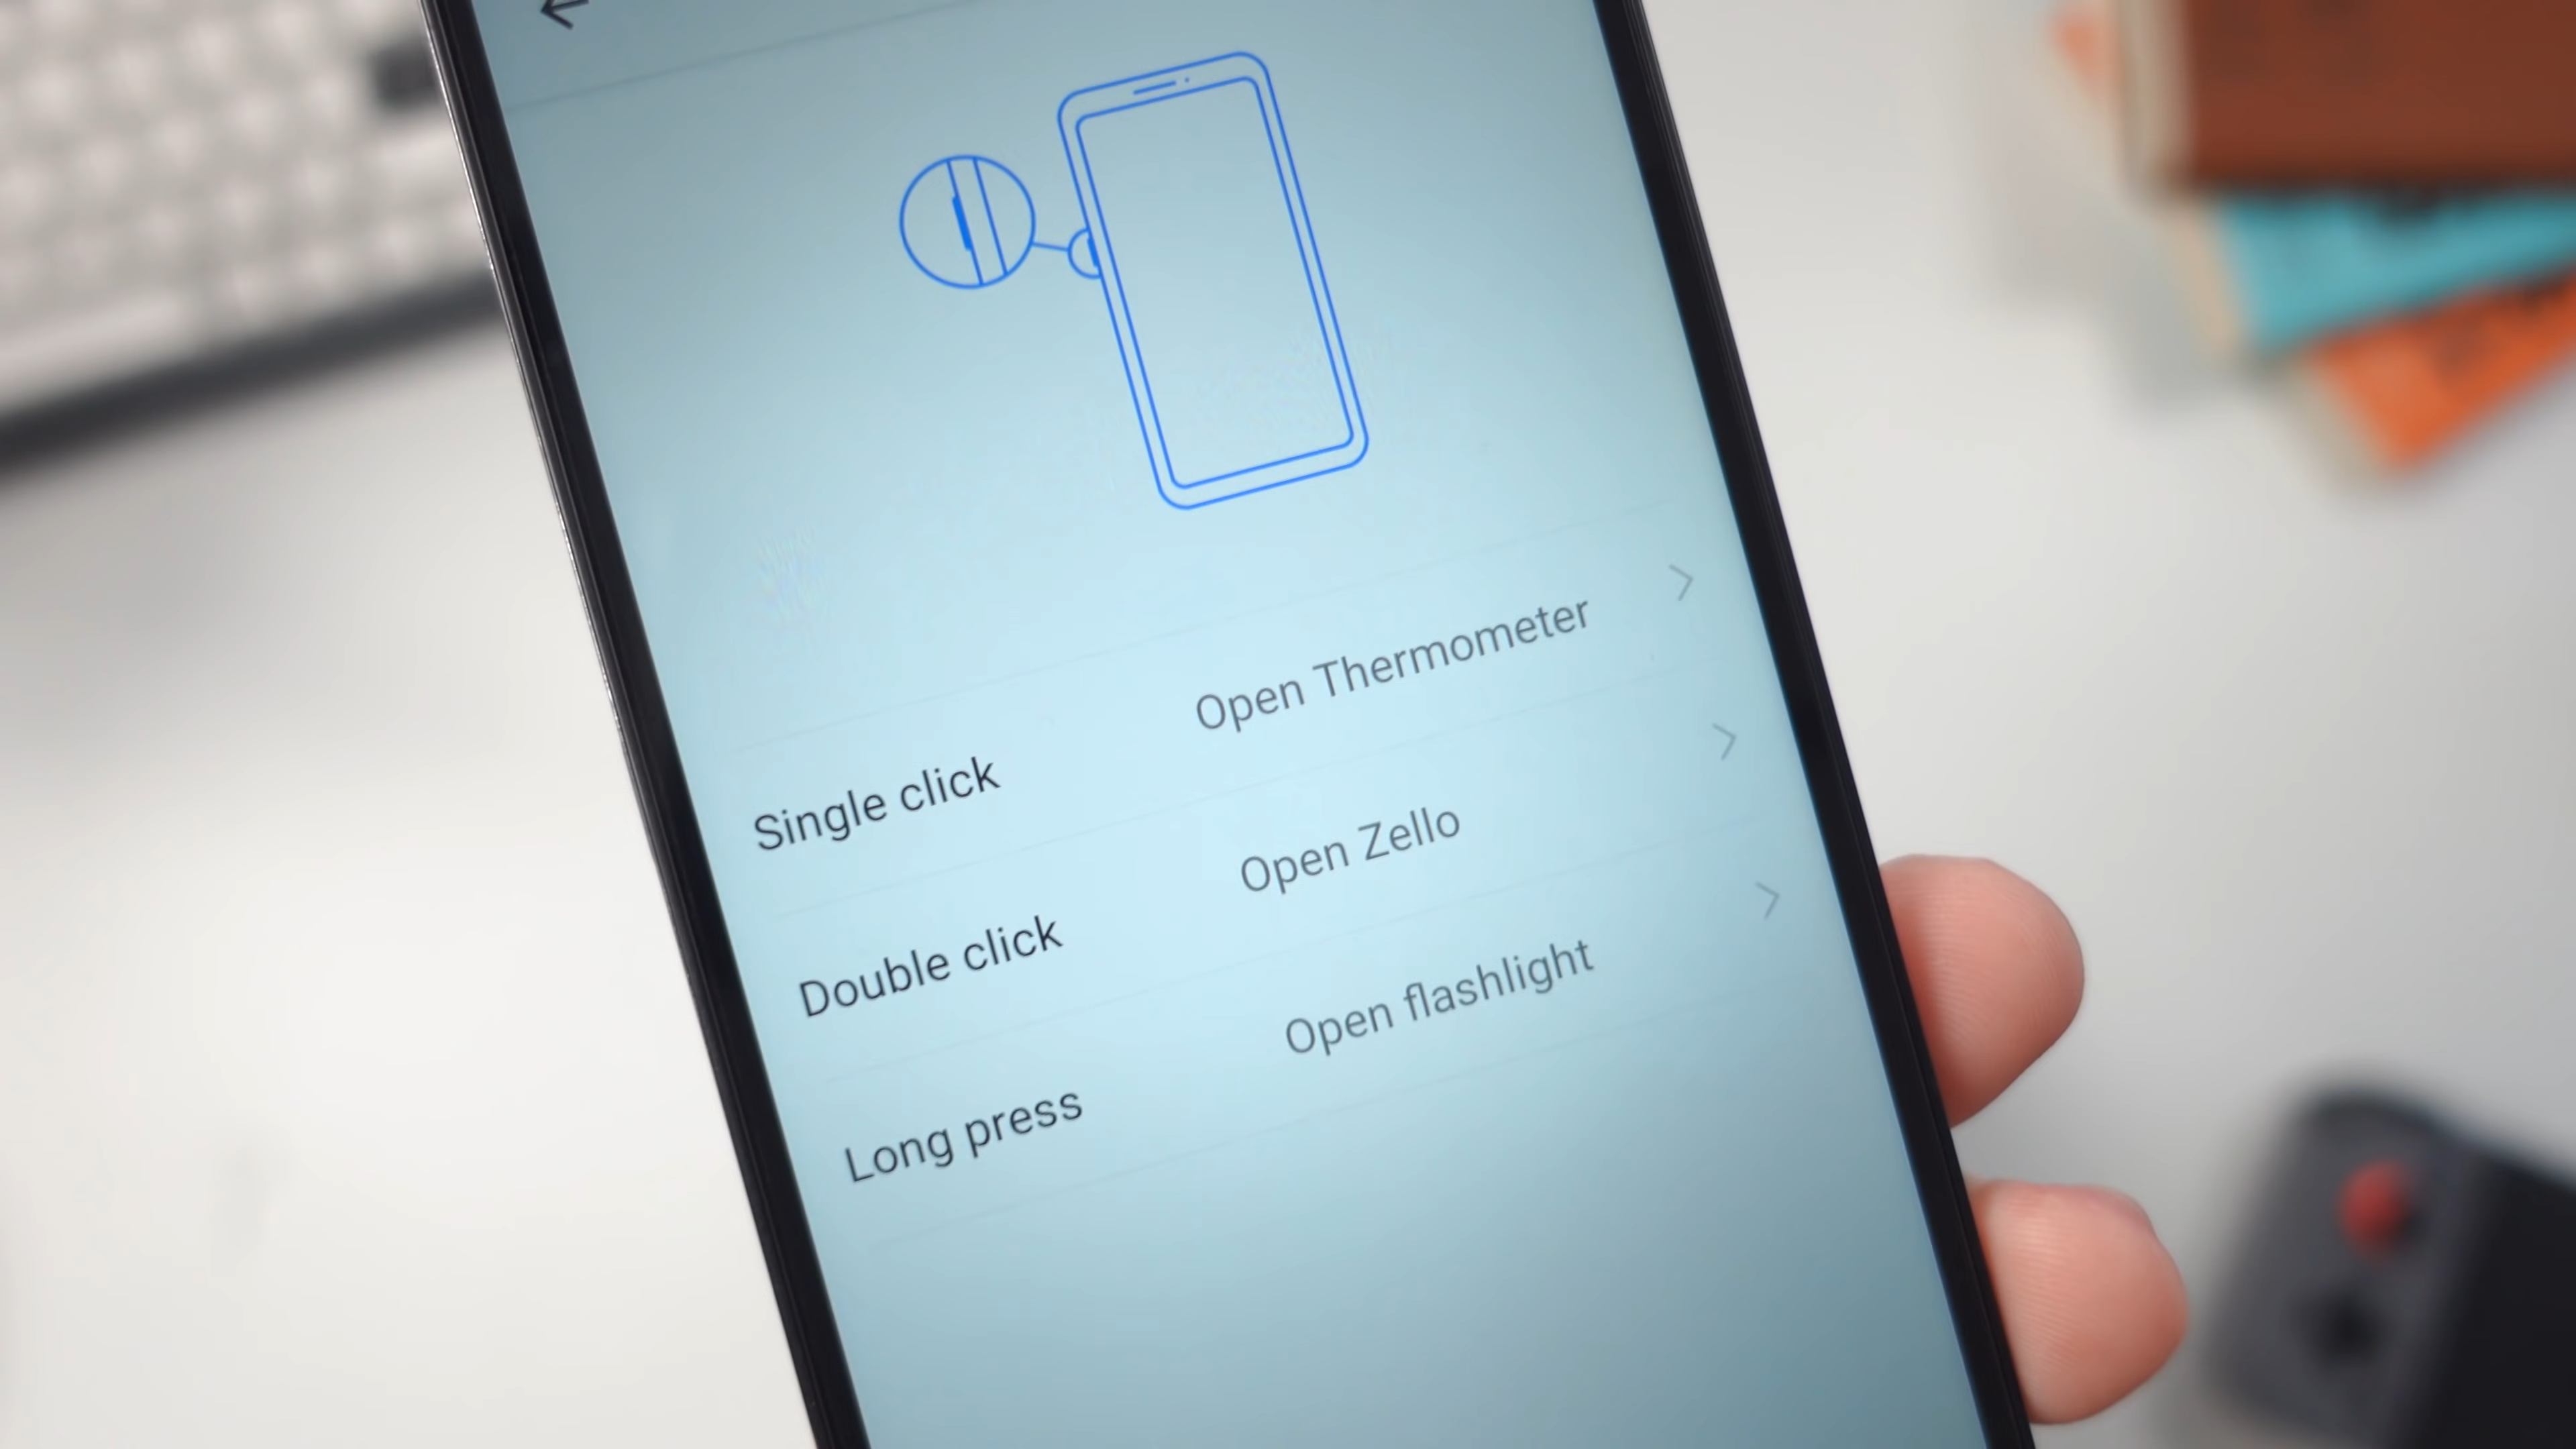 Single click
Open Thermometer
Double click
Open Zello
Long press
Open flashlight